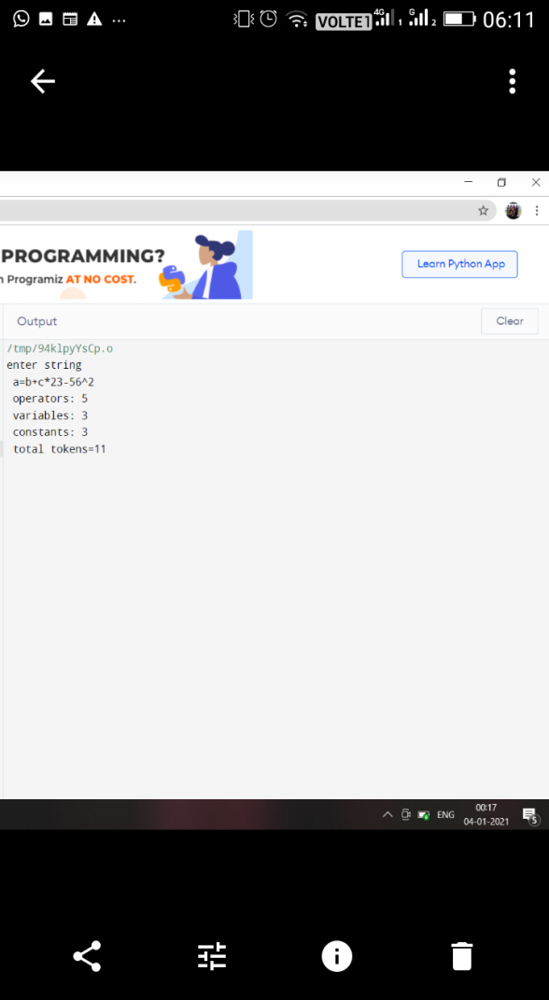 VOLTE1 4G 1 G 2 06:11
PROGRAMMING?
Programiz AT NO COST.
Learn Python App
Output
Clear
/tmp/94klpyYsCp.o
enter string
a=b+c*23-56^2
operators: 5
variables: 3
constants: 3
total tokens=11
ENG
00:17
04-01-2021
5